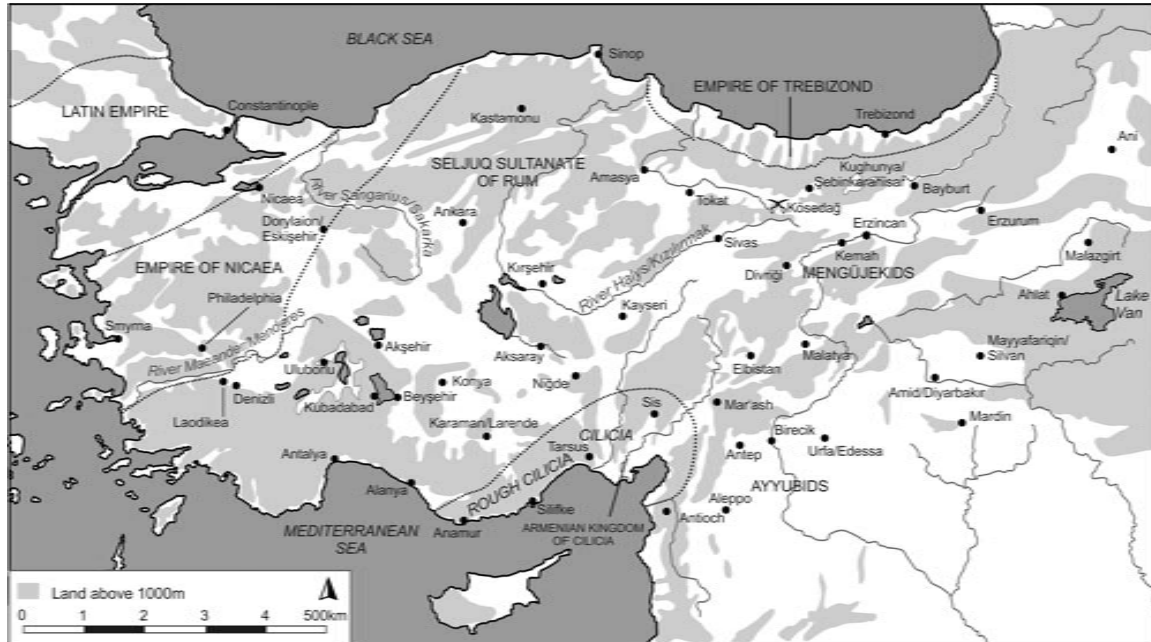 BLACK SEA
Sinop
LATIN EMPIRE
Constantinople
EMPIRE OF TREBIZOND
Kastamonu
Trebizond
Ani
SELJUQ SULTANATE
OF RUM
Kughunya/
Şebinkarahisar
Amasya
Bayburt
Nicaea
River Sangarius/Sakarka
Tokat
Kösedağ
Dorylaion/
Eskişehir
Ankara
Erzincan
Erzurum
Sivas
Kemah
Malazgirt
EMPIRE OF NICAEA
River Halys/Kızılırmak
Divriği
MENGÜJEKIDS
Kırşehir
Philadelphia
Kayseri
Ahlat
Lake
Van
Smyrna
River Maeander/Menderes
Akşehir
Aksaray
Malatya
Mayyafariqin/
Silvan
Uluborlu
Elbistan
Konya
Niğde
Amid/Diyarbakır
Denizli
Kubadabad
Beyşehir
Sis
Mar'ash
Mardin
Laodikea
Karaman/Larende
CILICIA
Birecik
Tarsus
Antep
Urfa/Edessa
Antalya
ROUGH CILICIA
AYYUBIDS
Alanya
Silifke
Aleppo
Antioch
MEDITERRANEAN
SEA
Anamur
ARMENIAN KINGDOM
OF CILICIA
Land above 1000m
0 1 2 3 4 500km